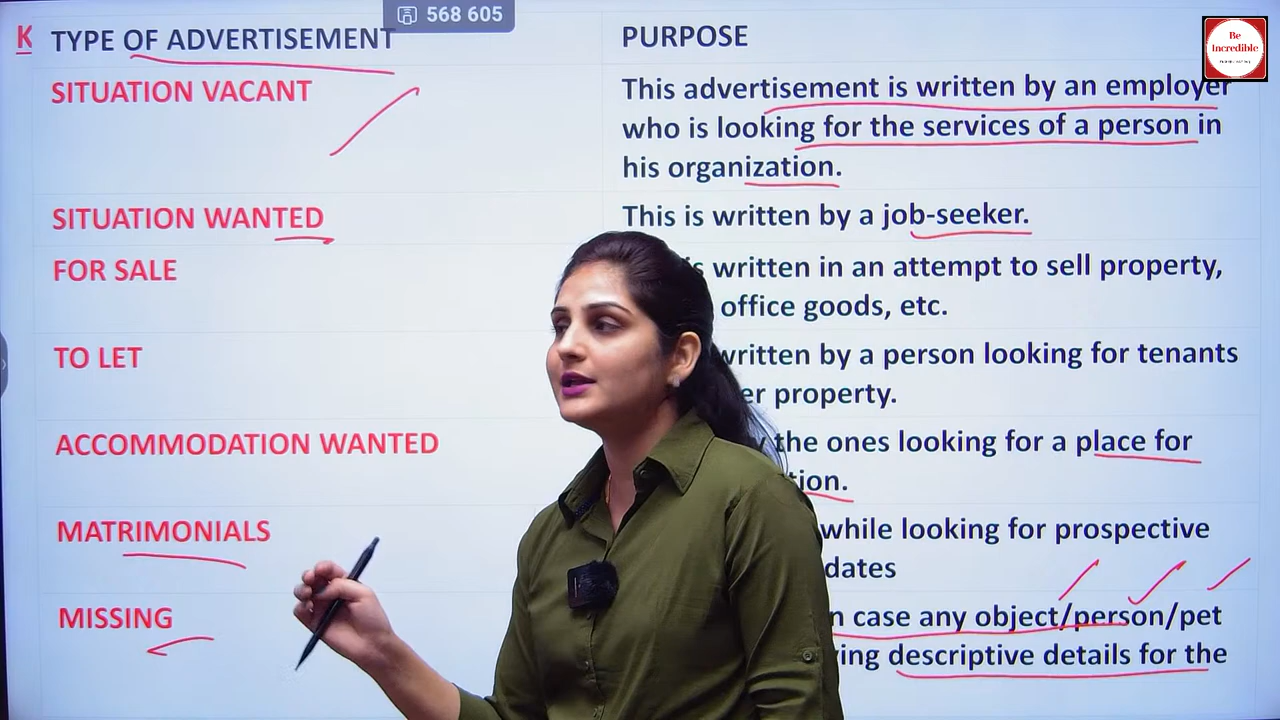 568 605
K TYPE OF ADVERTISEMENT
PURPOSE
Be
Incredible
SITUATION VACANT
This advertisement is written by an employer
who is looking for the services of a person in
his organization.
SITUATION WANTED
This is written by a job-seeker.
FOR SALE
written in an attempt to sell property,
office goods, etc.
TO LET
written by a person looking for tenants
property.
ACCOMMODATION WANTED
the ones looking for a place for
MATRIMONIALS
while looking for prospective
MISSING
case any object/person/pet
descriptive details for the